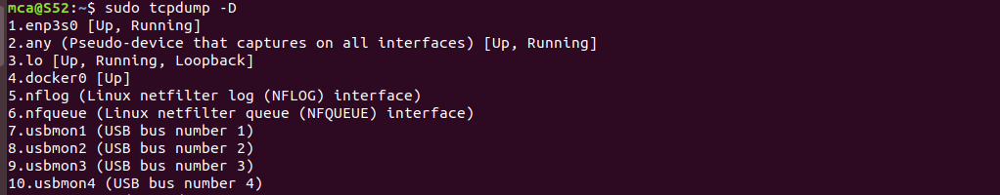 mca@S52:~$ sudo tcpdump -D
1.enp3s0 [Up, Running]
2.any (Pseudo-device that captures on all interfaces) [Up, Running]
3.lo [Up, Running, Loopback]
4.docker0 [Up]
5.nflog (Linux netfilter log (NFLOG) interface)
6.nfqueue (Linux netfilter queue (NFQUEUE) interface)
7.usbmon1 (USB bus number 1)
8.usbmon2 (USB bus number 2)
9.usbmon3 (USB bus number 3)
10.usbmon4 (USB bus number 4)